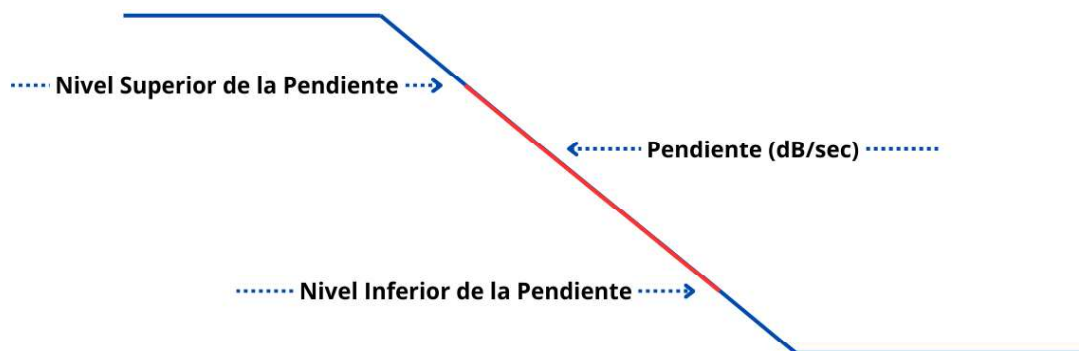 Nivel Superior de la Pendiente
Pendiente (dB/sec)
Nivel Inferior de la Pendiente